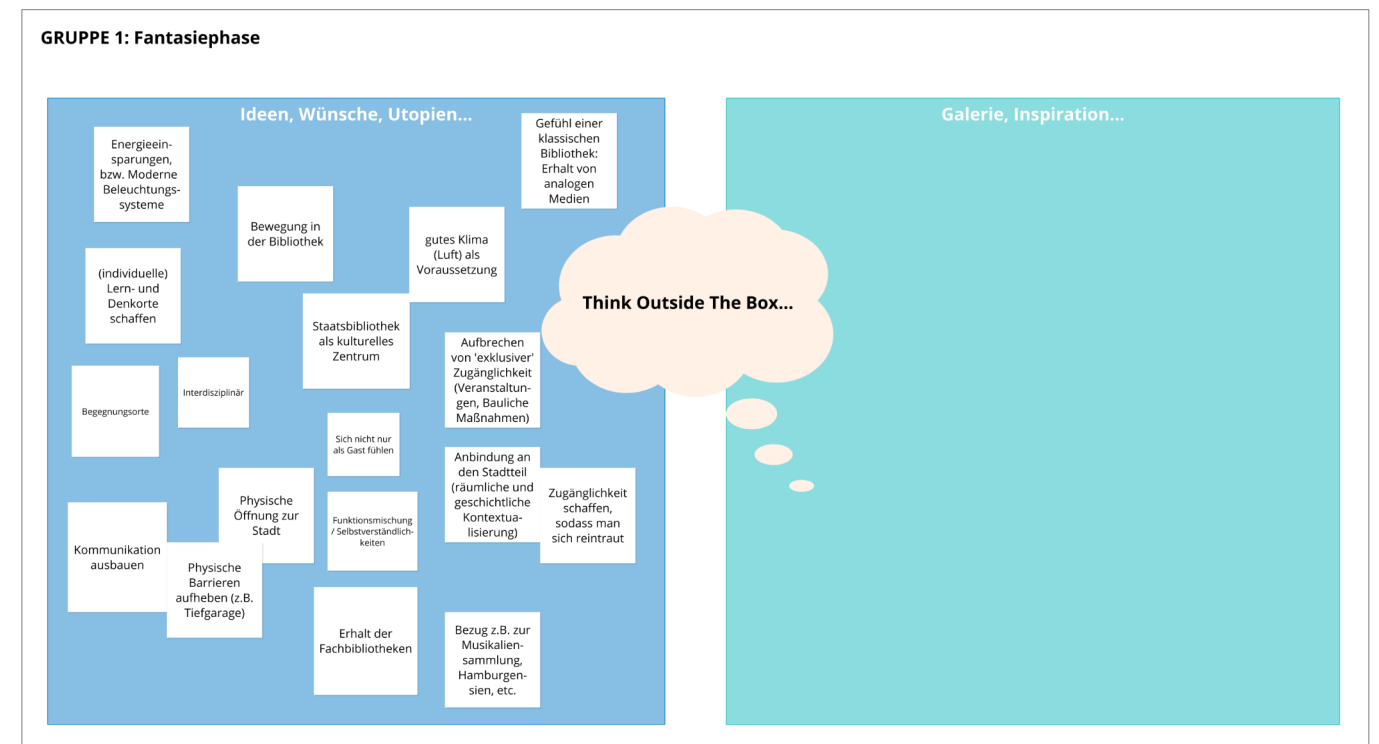 GRUPPE 1: Fantasiephase
Ideen, Wünsche, Utopien...
Energieein-
sparungen,
bzw. Moderne
Beleuchtungs-
systeme
Gefühl einer
klassischen
Bibliothek:
Erhalt von
analogen
Medien
Bewegung in
der Bibliothek
gutes Klima
(Luft) als
Voraussetzung
(individuelle)
Lern- und
Denkorte
schaffen
Staatsbibliothek
als kulturelles
Zentrum
Aufbrechen
von 'exklusiver'
Zugänglichkeit
(Veranstaltun-
gen, Bauliche
Maßnahmen)
Interdisziplinär
Begegnungsorte
Sich nicht nur
als Gast fühlen
Anbindung an
den Stadtteil
(räumliche und
geschichtliche
Kontextua-
lisierung)
Zugänglichkeit
schaffen,
sodass man
sich reintraut
Physische
Öffnung zur
Stadt
Funktionsmischung
/ Selbstverständlich-
keiten
Kommunikation
ausbauen
Physische
Barrieren
aufheben (z.B.
Tiefgarage)
Erhalt der
Fachbibliotheken
Bezug z.B. zur
Musikalien-
sammlung,
Hamburgen-
sien, etc.
Think Outside The Box...
Galerie, Inspiration...